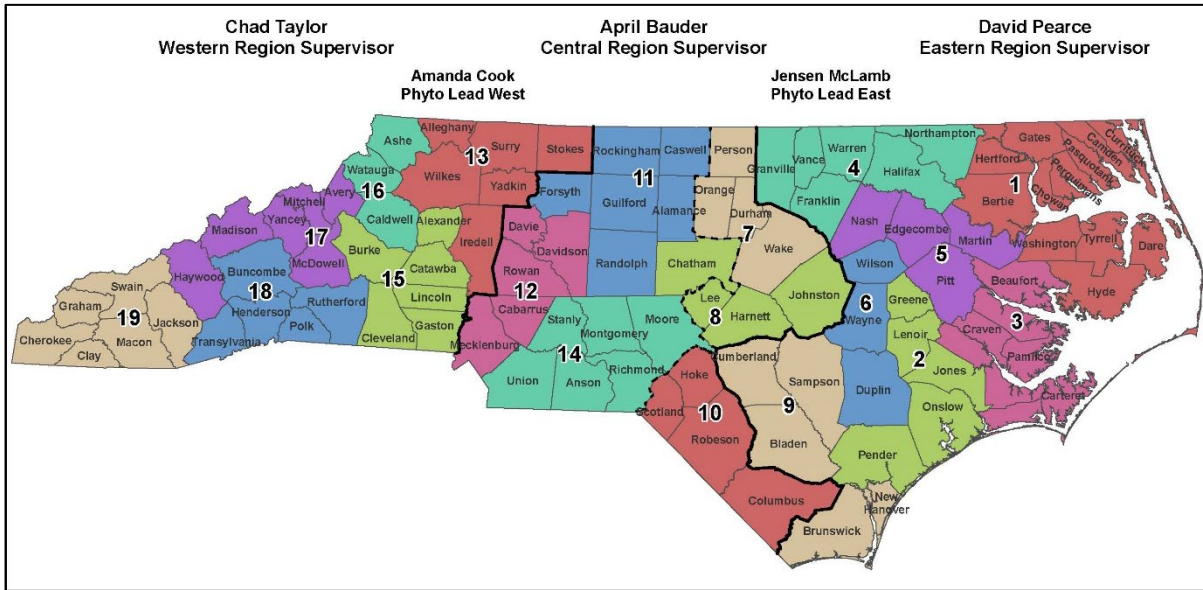 Chad Taylor
Western Region Supervisor
April Bauder
Central Region Supervisor
David Pearce
Eastern Region Supervisor
Amanda Cook
Phyto Lead West
Jensen McLamb
Phyto Lead East
Ashe
Alleghany
Surry
Stokes
13
Wilkes
Yadkin
Iredell
Watauga
16
Caldwell
Avery
Mitchell
Yancey
17
Madison
McDowell
Haywood
Alexander
Burke
15
Catawba
Lincoln
Gaston
Cleveland
Buncombe
18
Henderson
Rutherford
Polk
Transylvania
Swain
Graham
19
Jackson
Cherokee
Macon
Clay
Rockingham
Caswell
11
Forsyth
Guilford
Alamance
Randolph
Person
Orange
Durham
7
Wake
Davie
Davidson
Rowan
12
Cabarrus
Mecklenburg
Chatham
Lee
8
Harnett
Johnston
Stanly
Montgomery
Moore
14
Richmond
Union
Anson
Hoke
Scotland
10
Robeson
Columbus
Cumberland
Sampson
9
Bladen
Brunswick
New
Hanover
Granville
Vance
Warren
4
Northampton
Halifax
Franklin
Gates
Hertford
1
Bertie
Currituck
Camden
Pasquotank
Perquimans
Chowan
Washington
Tyrrell
Dare
Hyde
Nash
Edgecombe
5
Martin
Pitt
Wilson
6
Wayne
Duplin
Beaufort
3
Craven
Pamlico
Carteret
Greene
Lenoir
2
Jones
Onslow
Pender